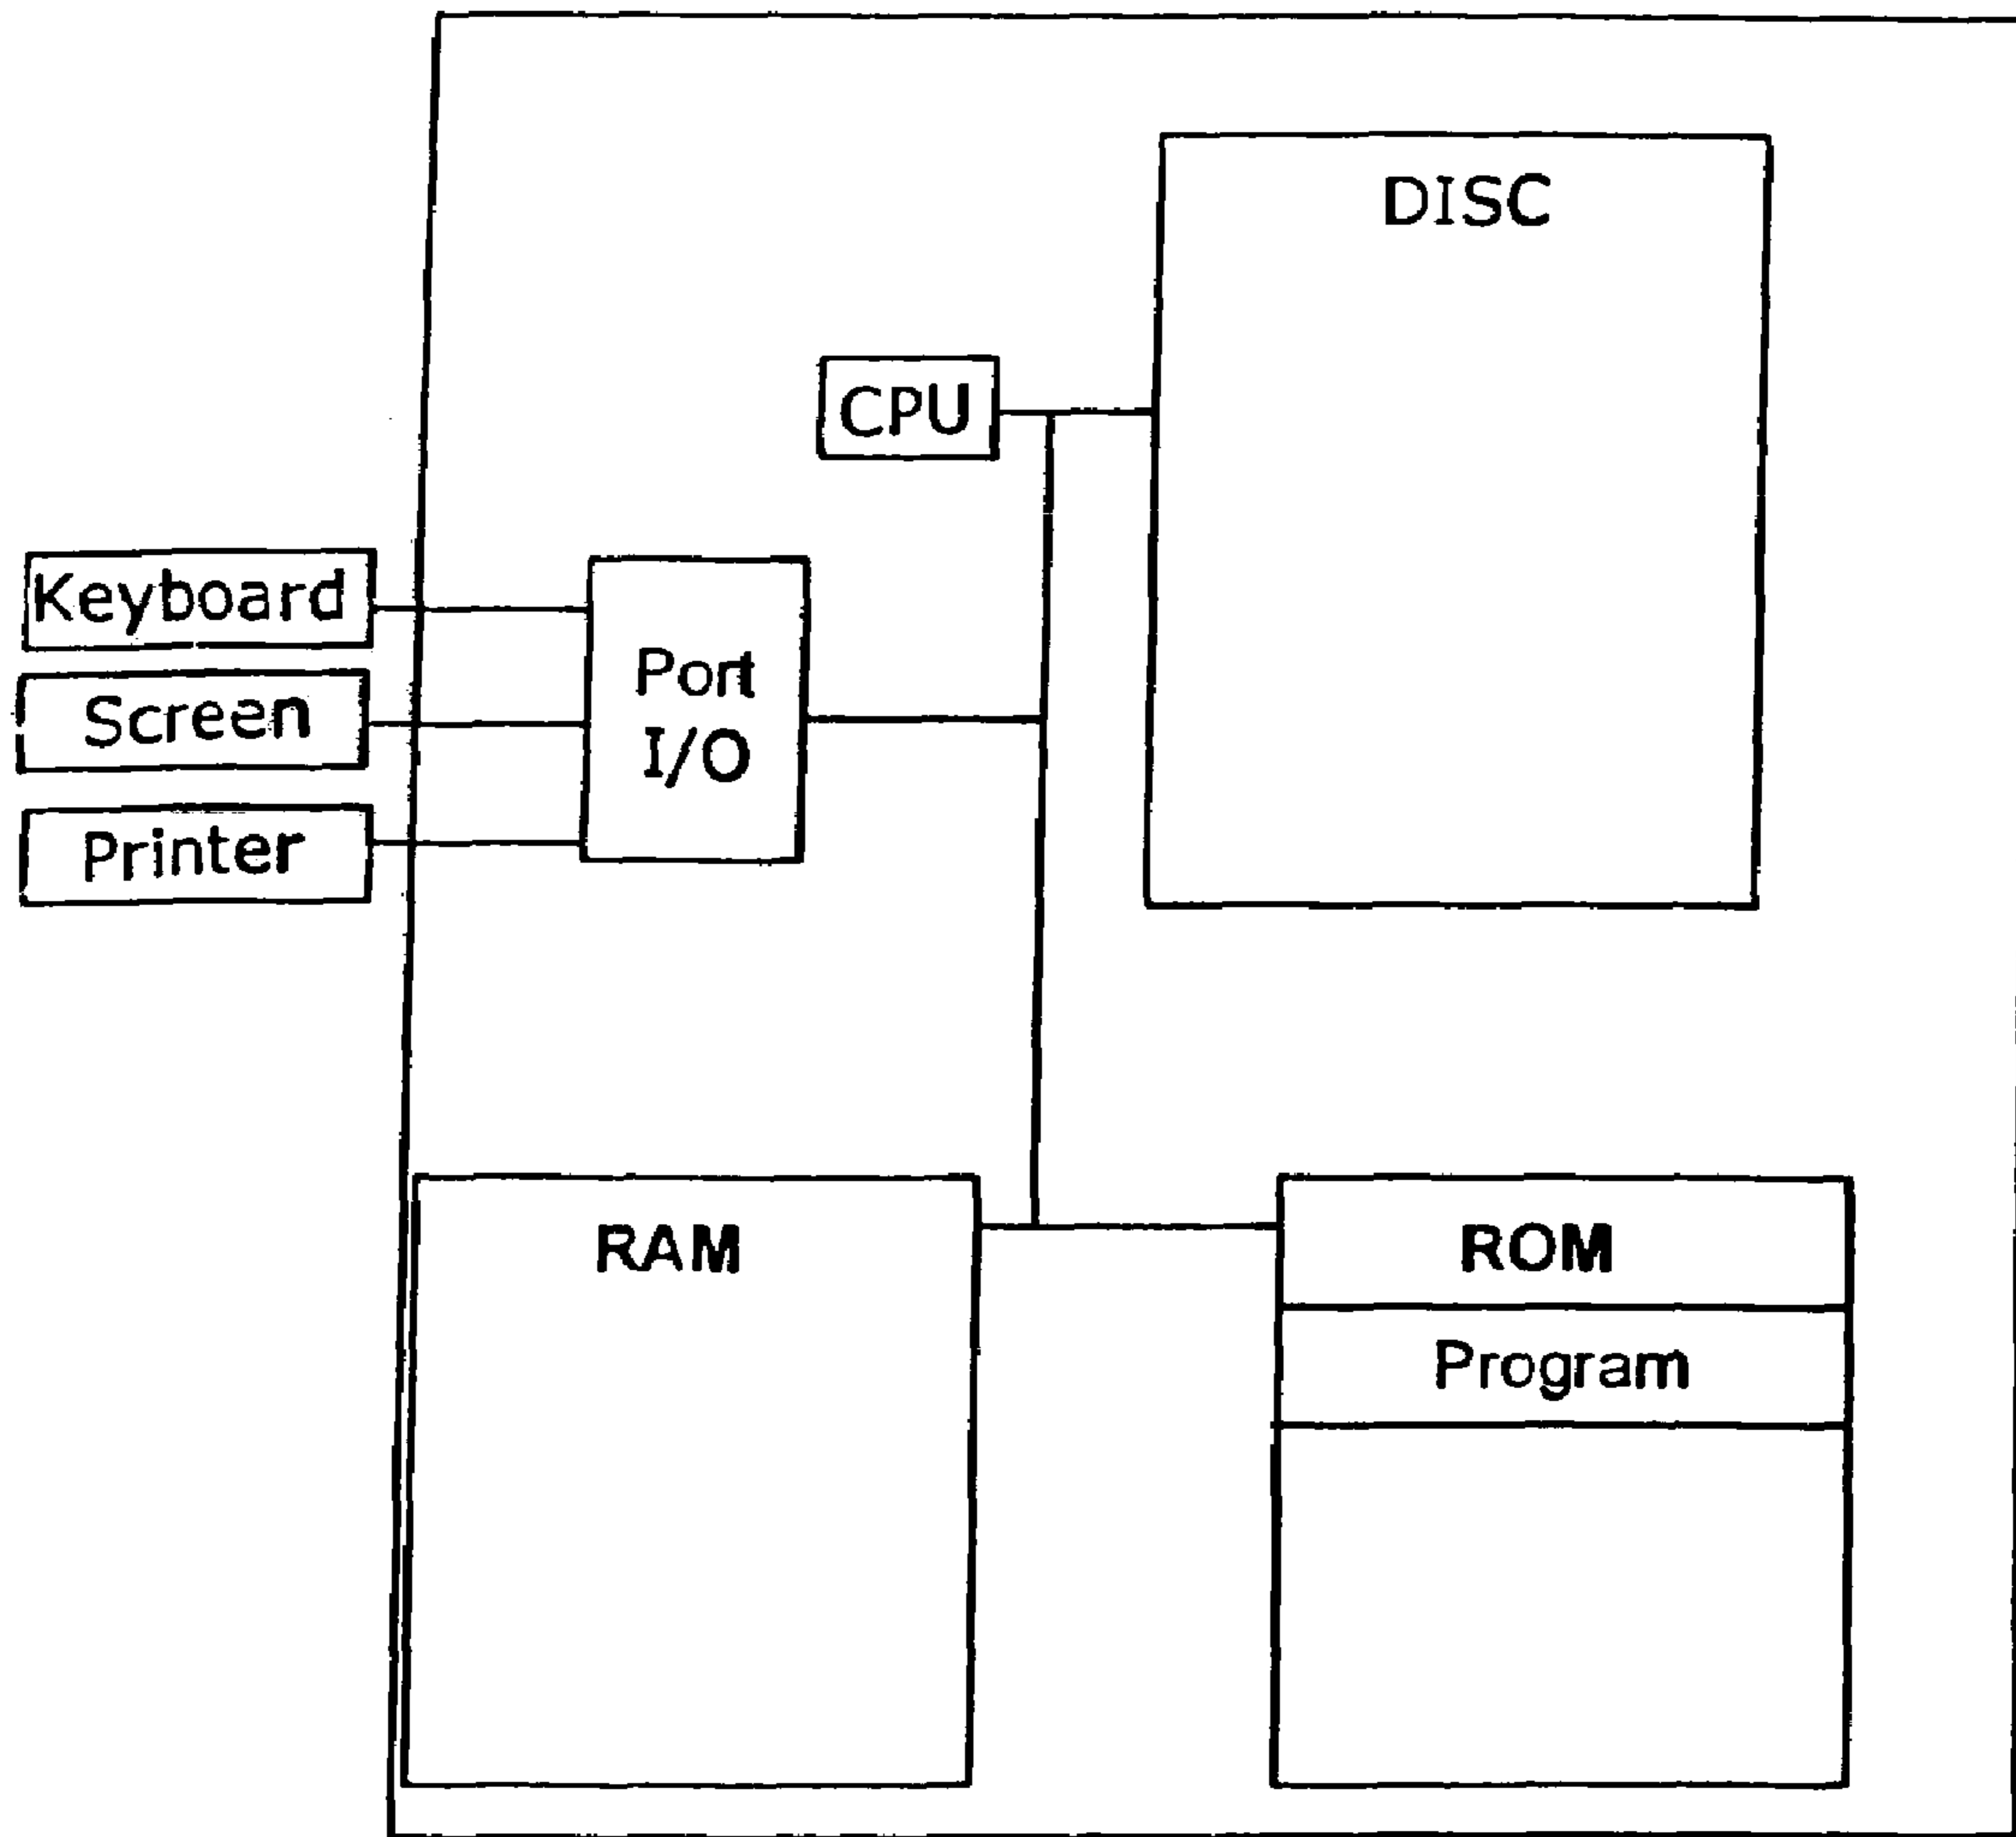 DISC
CPU
Keyboard
Screen
Printer
Port
I/O
RAM
ROM
Program